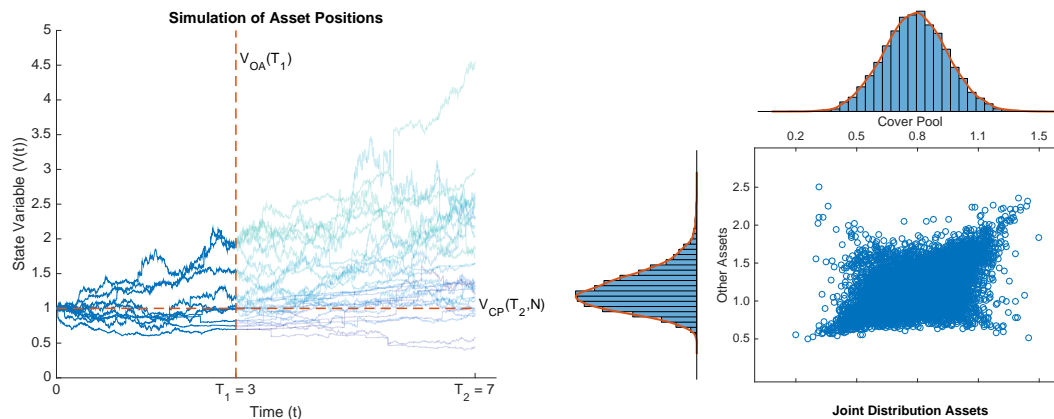 Simulation of Asset Positions
V_OA(T_1)
5
4.5
4
3.5
3
2.5
2
1.5
1
0.5
0
State Variable (V(t))
V_CP(T_2,N)
0
T_1 = 3
T_2 = 7
Time (t)
Cover Pool
0.2
0.5
0.8
1.1
1.5
2.5
2.0
1.5
1.0
0.5
Other Assets
Joint Distribution Assets